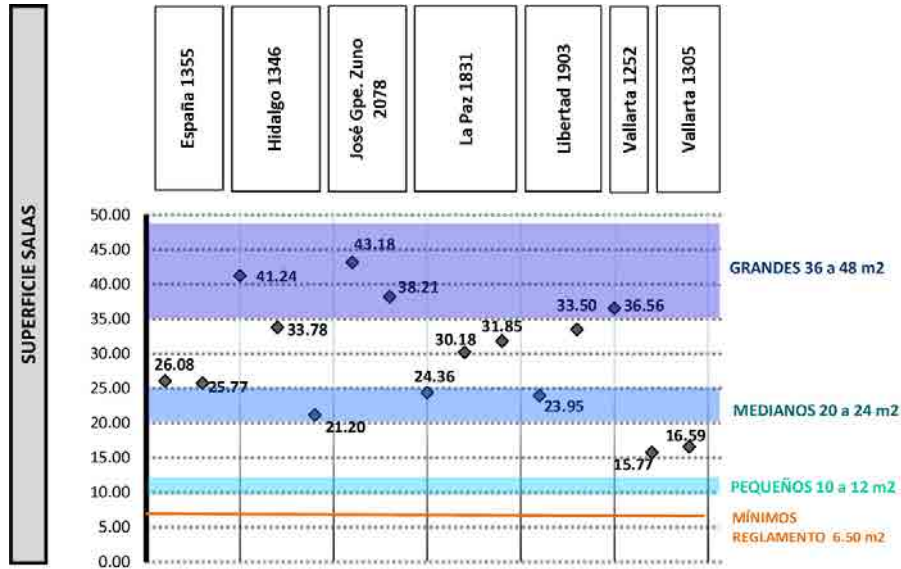 España 1355
Hidalgo 1346
José Gpe. Zuno
2078
La Paz 1831
Libertad 1903
Vallarta 1252
Vallarta 1305
SUPERFICIE SALAS
50.00
45.00
40.00
35.00
30.00
25.00
20.00
15.00
10.00
5.00
0.00
26.08
25.77
41.24
33.78
21.20
43.18
38.21
24.36
30.18
31.85
23.95
33.50
36.56
15.77
16.59
GRANDES 36 a 48 m2
MEDIANOS 20 a 24 m2
PEQUEÑOS 10 a 12 m2
MÍNIMOS
REGLAMENTO 6.50 m2